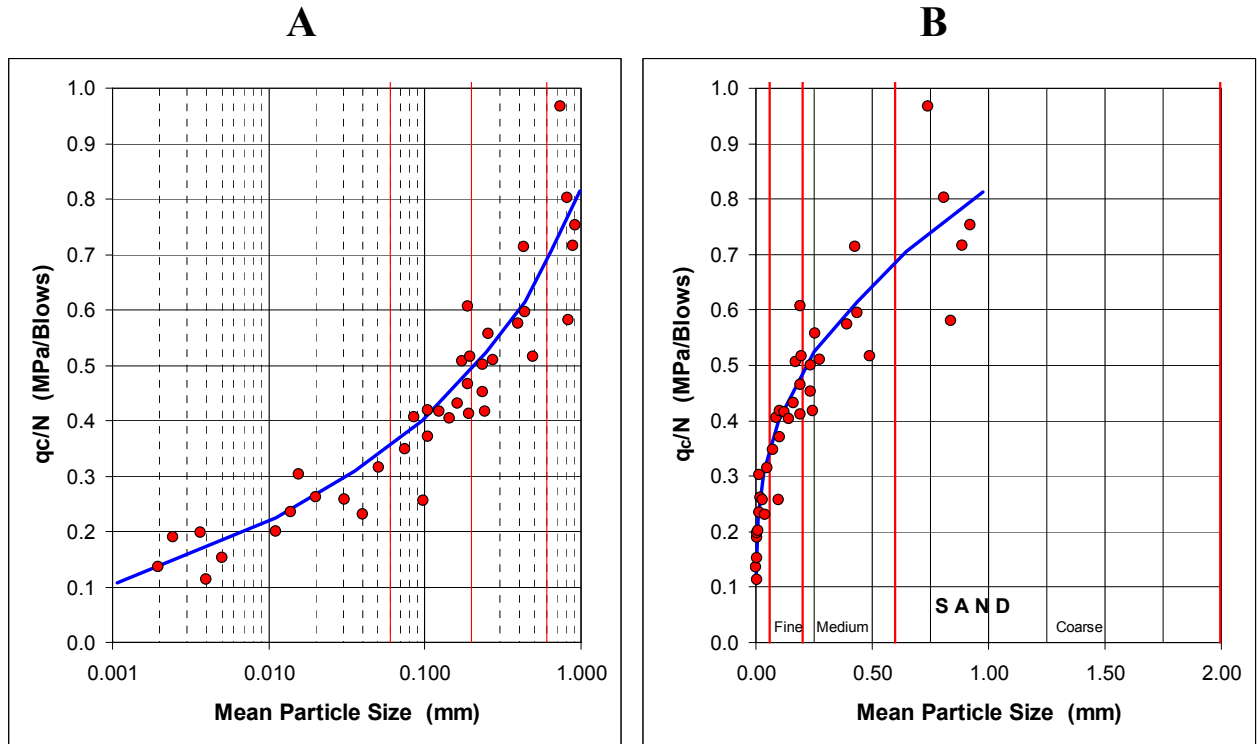 A
B
1.0
0.9
0.8
0.7
0.6
0.5
0.4
0.3
0.2
0.1
0.0
qc/N (MPa/Blows)
0.001 0.010 0.100 1.000
Mean Particle Size (mm)
1.0
0.9
0.8
0.7
0.6
0.5
0.4
0.3
0.2
0.1
0.0
qc/N (MPa/Blows)
S A N D
Fine Medium Coarse
0.00 0.50 1.00 1.50 2.00
Mean Particle Size (mm)